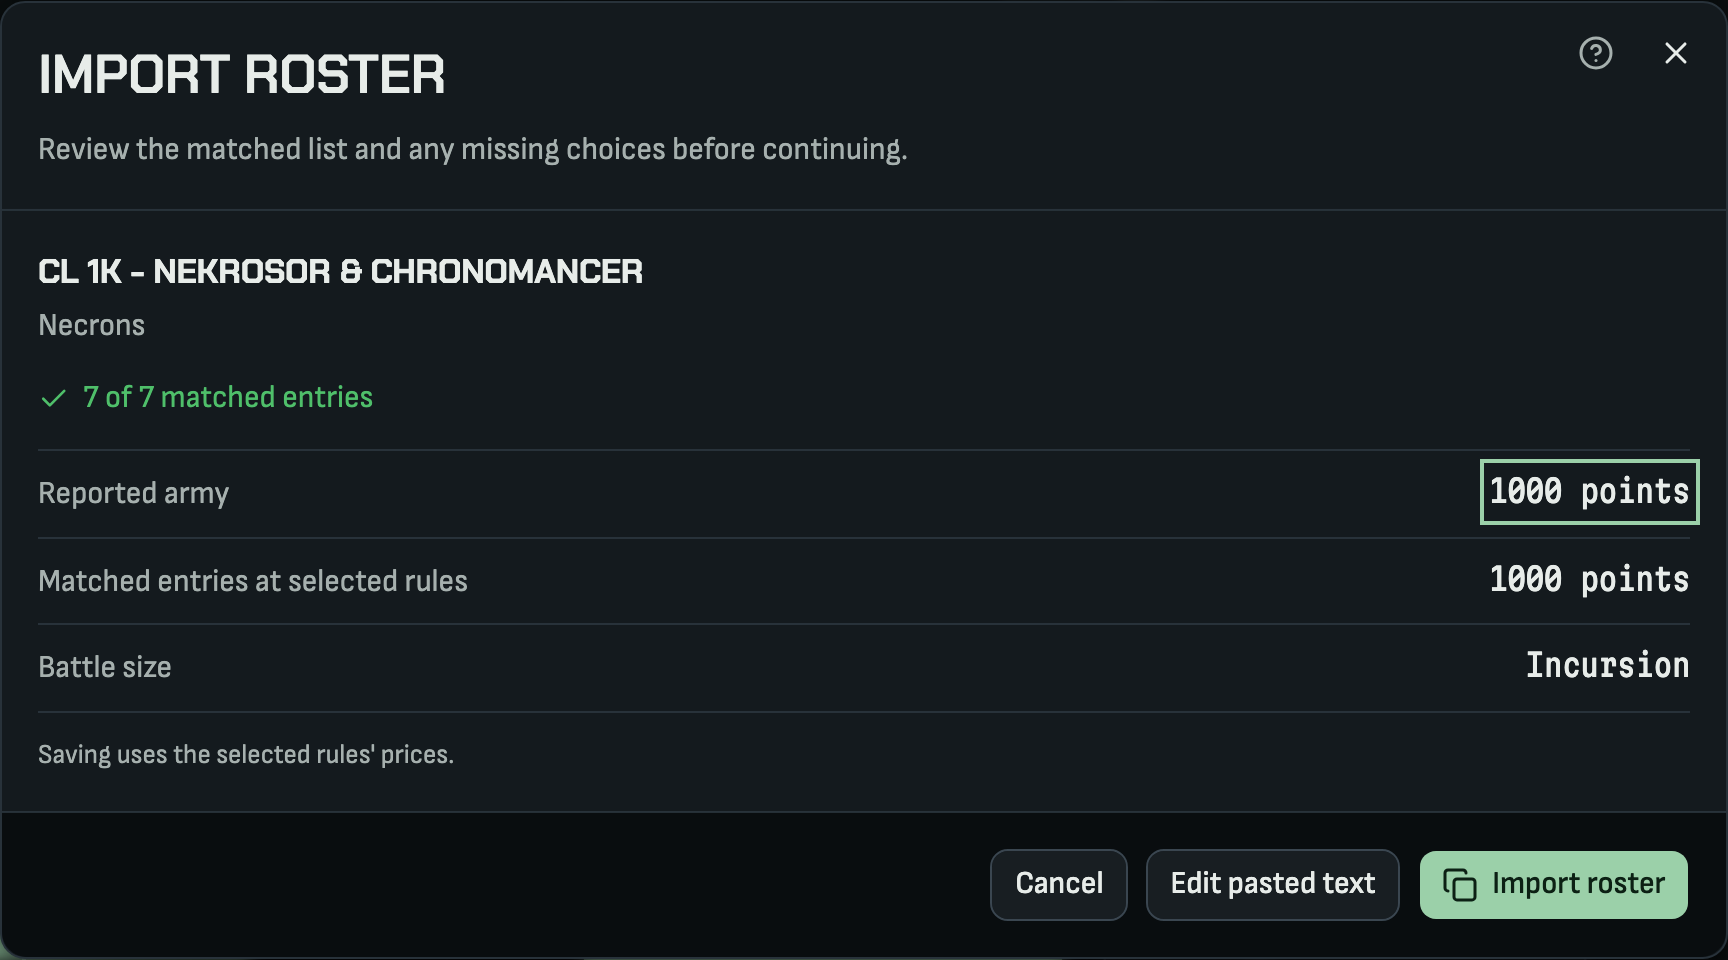 IMPORT ROSTER
Review the matched list and any missing choices before continuing.
CL 1K - NEKROSOR & CHRONOMANCER
Necrons
7 of 7 matched entries
Reported army 1000 points
Matched entries at selected rules 1000 points
Battle size Incursion
Saving uses the selected rules' prices.
Cancel Edit pasted text Import roster